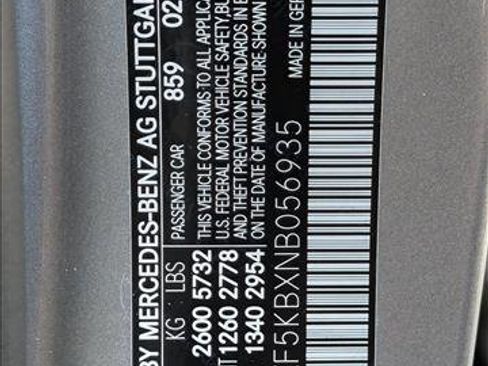 BY MERCEDES-BENZ AG STUTTGA
KG LBS PASSENGER CAR 859 02
2600 5732 THIS VEHICLE CONFORMS TO ALL APPLICA
1260 2778 U.S. FEDERAL MOTOR VEHICLE SAFETY, BU
1340 2954 AND THEFT PREVENTION STANDARDS IN E
ON THE DATE OF MANUFACTURE SHOWN
MADE IN GER
F5KBXNB056935